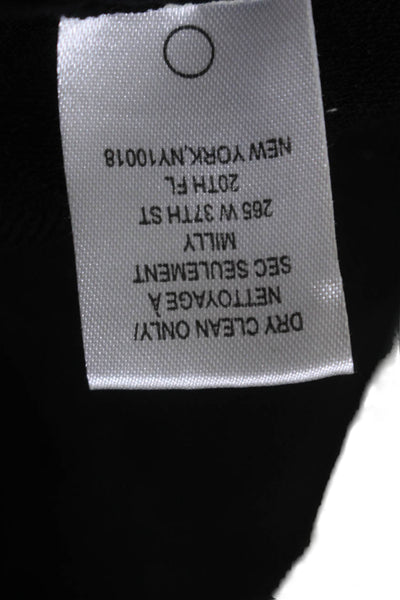 DRY CLEAN ONLY/
NETTOYAGE À
SEC SEULEMENT
MILLY
265 W 37TH ST
20TH FL
NEW YORK,NY10018